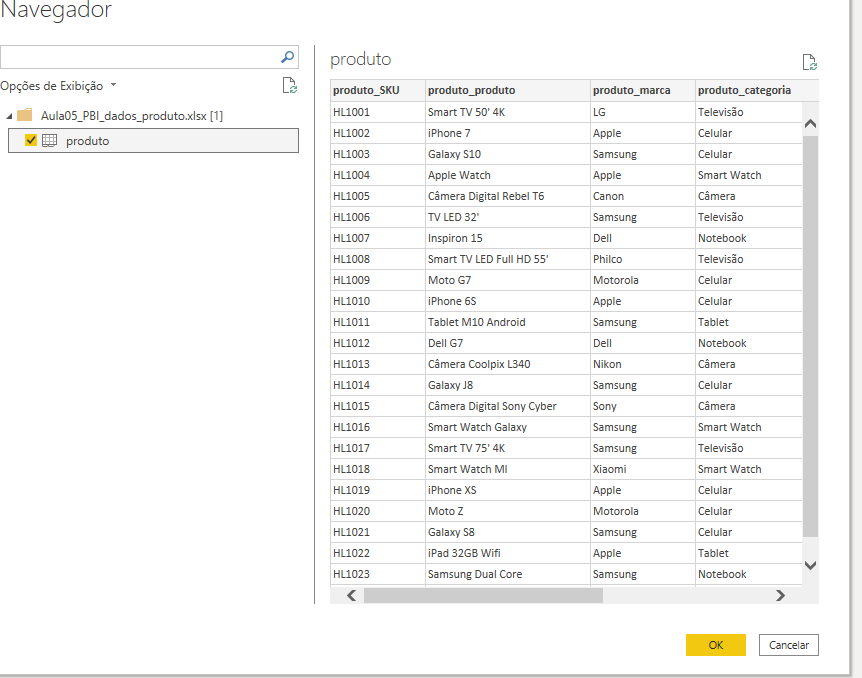 Navegador
Opções de Exibição
Aula05_PBI_dados_produto.xlsx [1]
produto
produto
produto_SKU produto_produto produto_marca produto_categoria
HL1001 Smart TV 50' 4K LG Televisão
HL1002 iPhone 7 Apple Celular
HL1003 Galaxy S10 Samsung Celular
HL1004 Apple Watch Apple Smart Watch
HL1005 Câmera Digital Rebel T6 Canon Câmera
HL1006 TV LED 32' Samsung Televisão
HL1007 Inspiron 15 Dell Notebook
HL1008 Smart TV LED Full HD 55' Philco Televisão
HL1009 Moto G7 Motorola Celular
HL1010 iPhone 6S Apple Celular
HL1011 Tablet M10 Android Samsung Tablet
HL1012 Dell G7 Dell Notebook
HL1013 Câmera Coolpix L340 Nikon Câmera
HL1014 Galaxy J8 Samsung Celular
HL1015 Câmera Digital Sony Cyber Sony Câmera
HL1016 Smart Watch Galaxy Samsung Smart Watch
HL1017 Smart TV 75' 4K Samsung Televisão
HL1018 Smart Watch MI Xiaomi Smart Watch
HL1019 iPhone XS Apple Celular
HL1020 Moto Z Motorola Celular
HL1021 Galaxy S8 Samsung Celular
HL1022 iPad 32GB Wifi Apple Tablet
HL1023 Samsung Dual Core Samsung Notebook
OK Cancelar